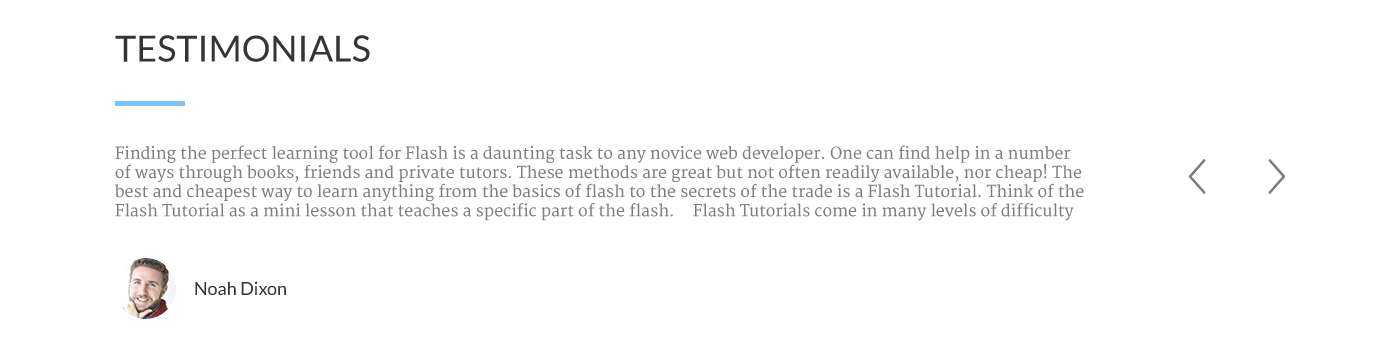 TESTIMONIALS
Finding the perfect learning tool for Flash is a daunting task to any novice web developer. One can find help in a number
of ways through books, friends and private tutors. These methods are great but not often readily available, nor cheap! The
best and cheapest way to learn anything from the basics of flash to the secrets of the trade is a Flash Tutorial. Think of the
Flash Tutorial as a mini lesson that teaches a specific part of the flash.    Flash Tutorials come in many levels of difficulty
Noah Dixon